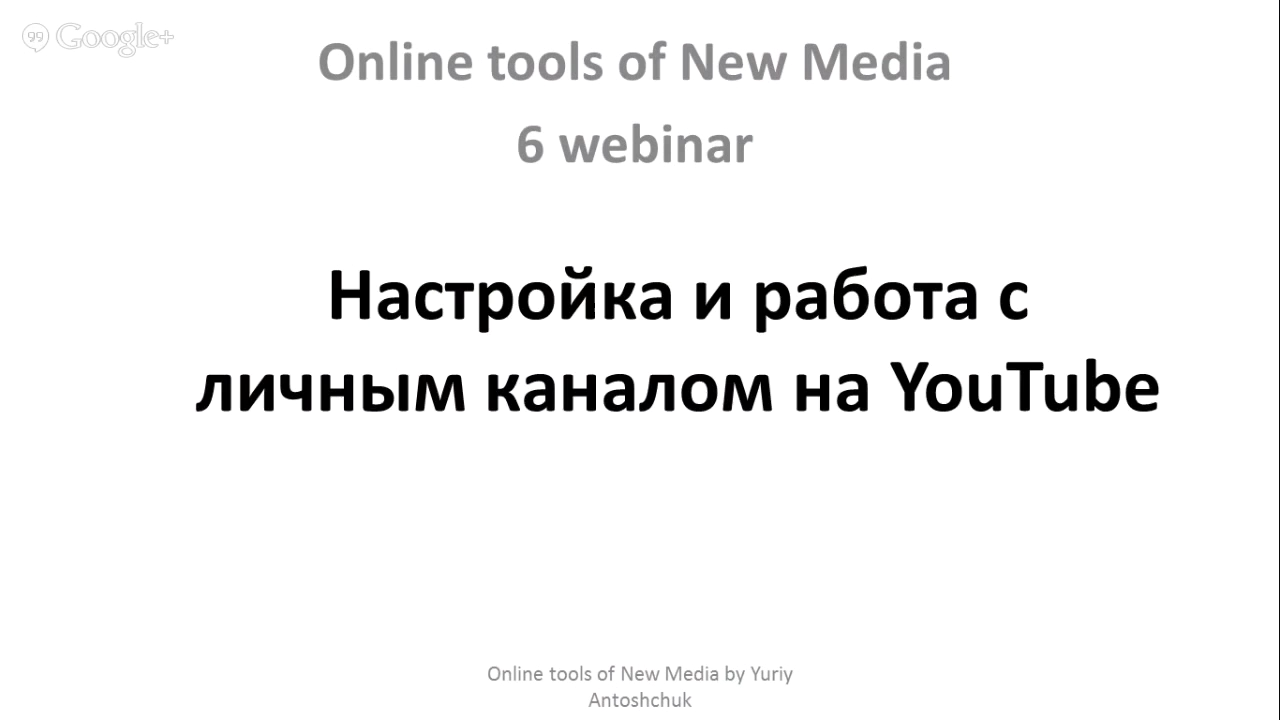 Google+
Online tools of New Media
6 webinar
Настройка и работа с
личным каналом на YouTube
Online tools of New Media by Yuriy
Antoshchuk